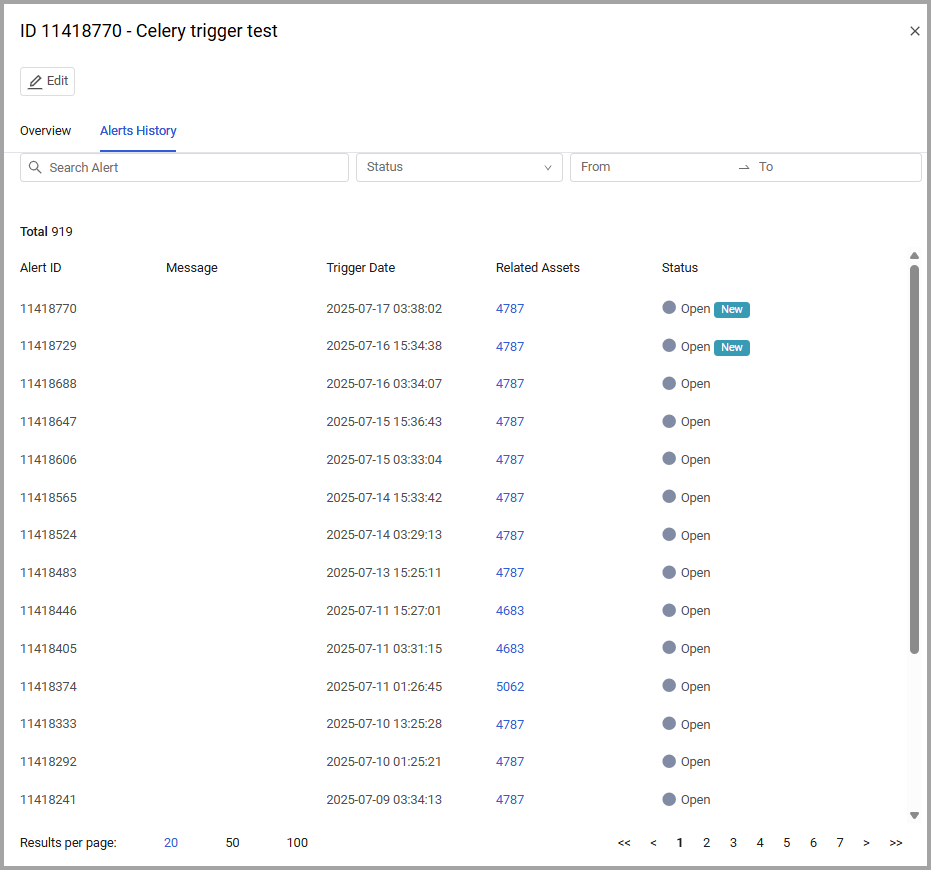 ID 11418770 - Celery trigger test
Edit
Overview Alerts History
Search Alert Status From To
Total 919
Alert ID Message Trigger Date Related Assets Status
11418770 2025-07-17 03:38:02 4787 Open New
11418729 2025-07-16 15:34:38 4787 Open New
11418688 2025-07-16 03:34:07 4787 Open
11418647 2025-07-15 15:36:43 4787 Open
11418606 2025-07-15 03:33:04 4787 Open
11418565 2025-07-14 15:33:42 4787 Open
11418524 2025-07-14 03:29:13 4787 Open
11418483 2025-07-13 15:25:11 4787 Open
11418446 2025-07-11 15:27:01 4683 Open
11418405 2025-07-11 03:31:15 4683 Open
11418374 2025-07-11 01:26:45 5062 Open
11418333 2025-07-10 13:25:28 4787 Open
11418292 2025-07-10 01:25:21 4787 Open
11418241 2025-07-09 03:34:13 4787 Open
Results per page: 20 50 100 << < 1 2 3 4 5 6 7 > >>